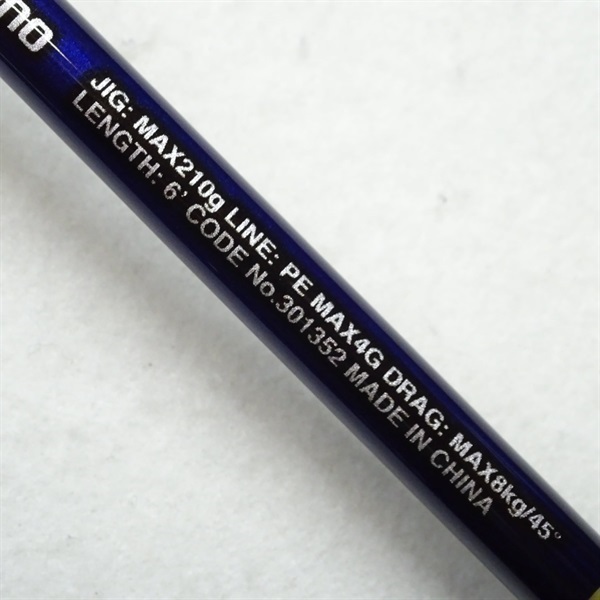 JIG: MAX210g LINE: PE MAX4G DRAG: MAX8kg/45°
LENGTH: 6' CODE No.301352 MADE IN CHINA